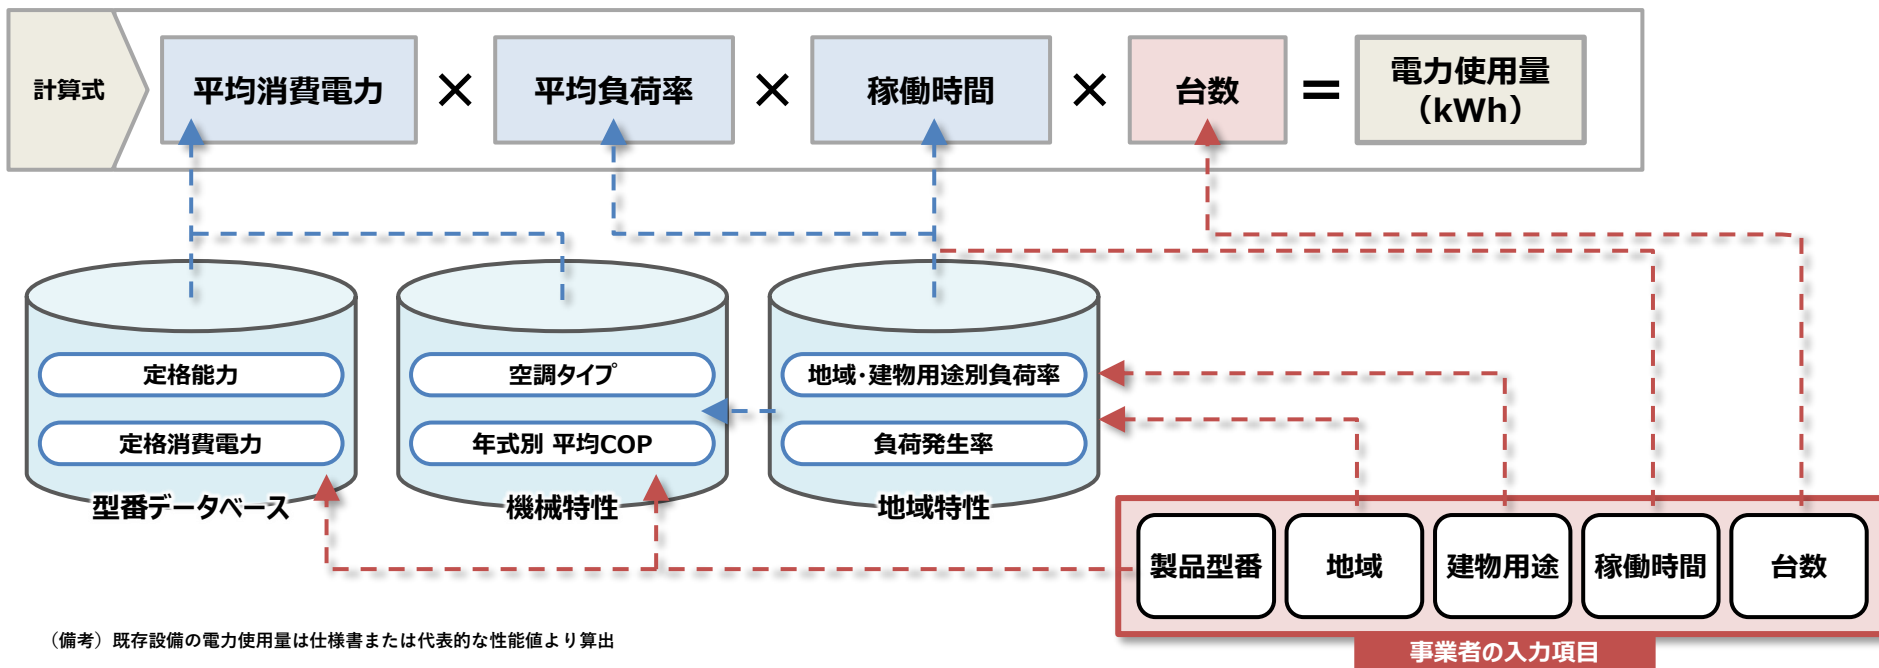 計算式
平均消費電力
×
平均負荷率
×
稼働時間
×
台数
=
電力使用量
（kWh）
定格能力
定格消費電力
型番データベース
空調タイプ
年式別 平均COP
機械特性
地域・建物用途別負荷率
負荷発生率
地域特性
製品型番
地域
建物用途
稼働時間
台数
事業者の入力項目
（備考）既存設備の電力使用量は仕様書または代表的な性能値より算出